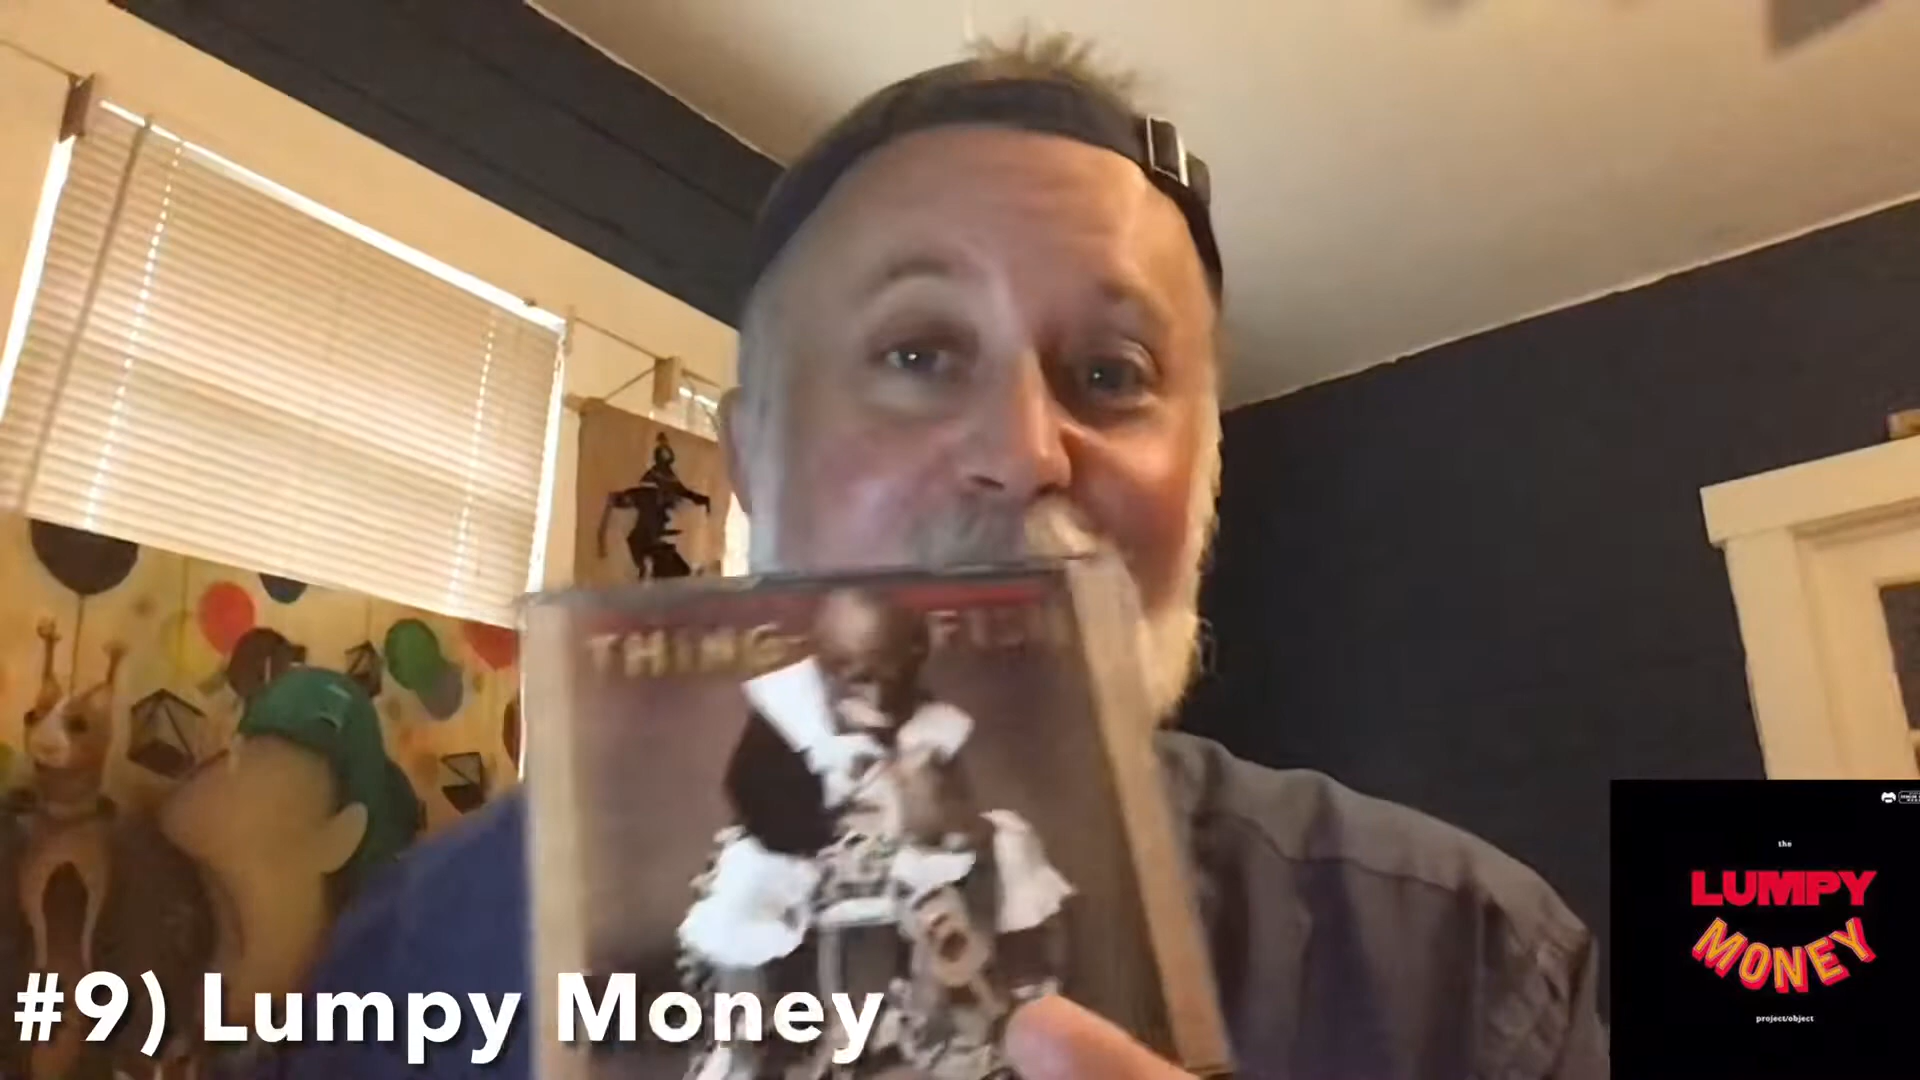 THING-FISH
#9) Lumpy Money
the
LUMPY
MONEY
project/object